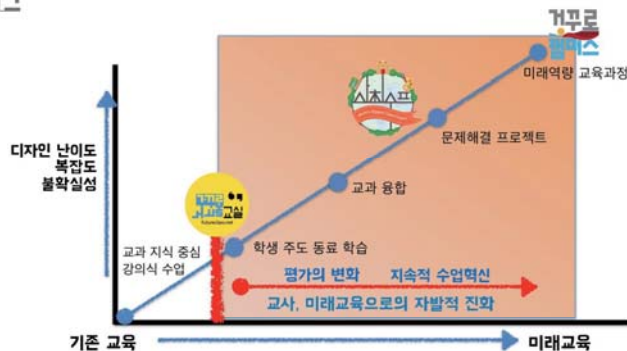 거꾸로
캠퍼스
미래역량 교육과정
사최수프
문제해결 프로젝트
디자인 난이도
복잡도
불확실성
교과 융합
거꾸로
교실
교과 지식 중심
강의식 수업
학생 주도 동료 학습
평가의 변화 지속적 수업혁신
교사, 미래교육으로의 자발적 진화
기존 교육
미래교육